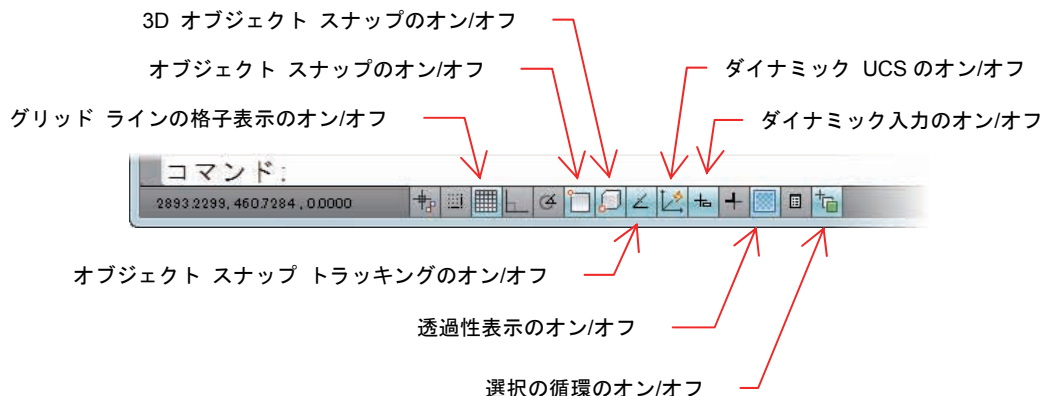 3D オブジェクト スナップのオン/オフ
オブジェクト スナップのオン/オフ
ダイナミック UCS のオン/オフ
グリッド ラインの格子表示のオン/オフ
ダイナミック入力のオン/オフ
コマンド:
2893.2299, 460.7284 , 0.0000
オブジェクト スナップ トラッキングのオン/オフ
透過性表示のオン/オフ
選択の循環のオン/オフ